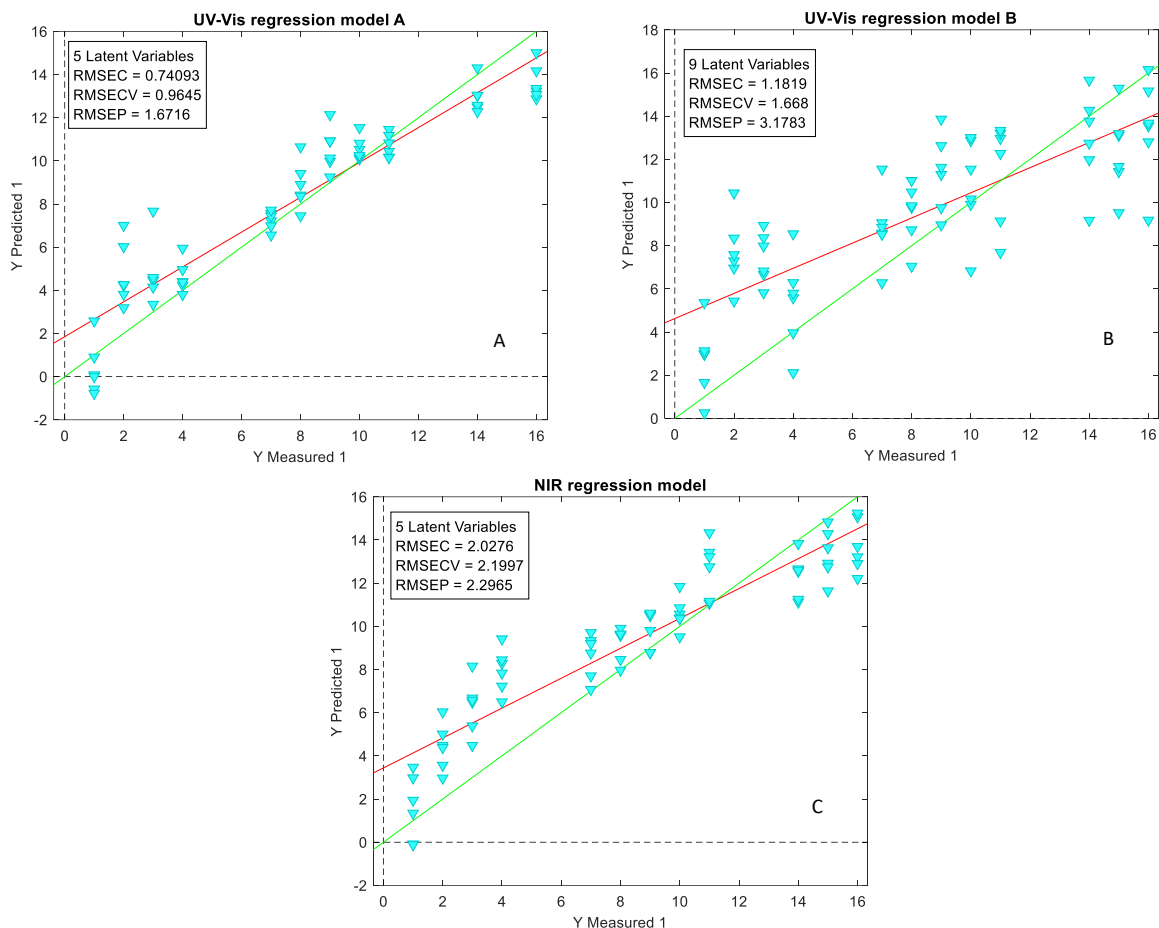 UV-Vis regression model A
16
14
12
10
8
6
4
2
0
-2
Y Predicted 1
5 Latent Variables
RMSEC = 0.74093
RMSECV = 0.9645
RMSEP = 1.6716
A
0 2 4 6 8 10 12 14 16
Y Measured 1
UV-Vis regression model B
18
16
14
12
10
8
6
4
2
0
Y Predicted 1
9 Latent Variables
RMSEC = 1.1819
RMSECV = 1.668
RMSEP = 3.1783
B
0 2 4 6 8 10 12 14 16
Y Measured 1
NIR regression model
16
14
12
10
8
6
4
2
0
-2
Y Predicted 1
5 Latent Variables
RMSEC = 2.0276
RMSECV = 2.1997
RMSEP = 2.2965
C
0 2 4 6 8 10 12 14 16
Y Measured 1